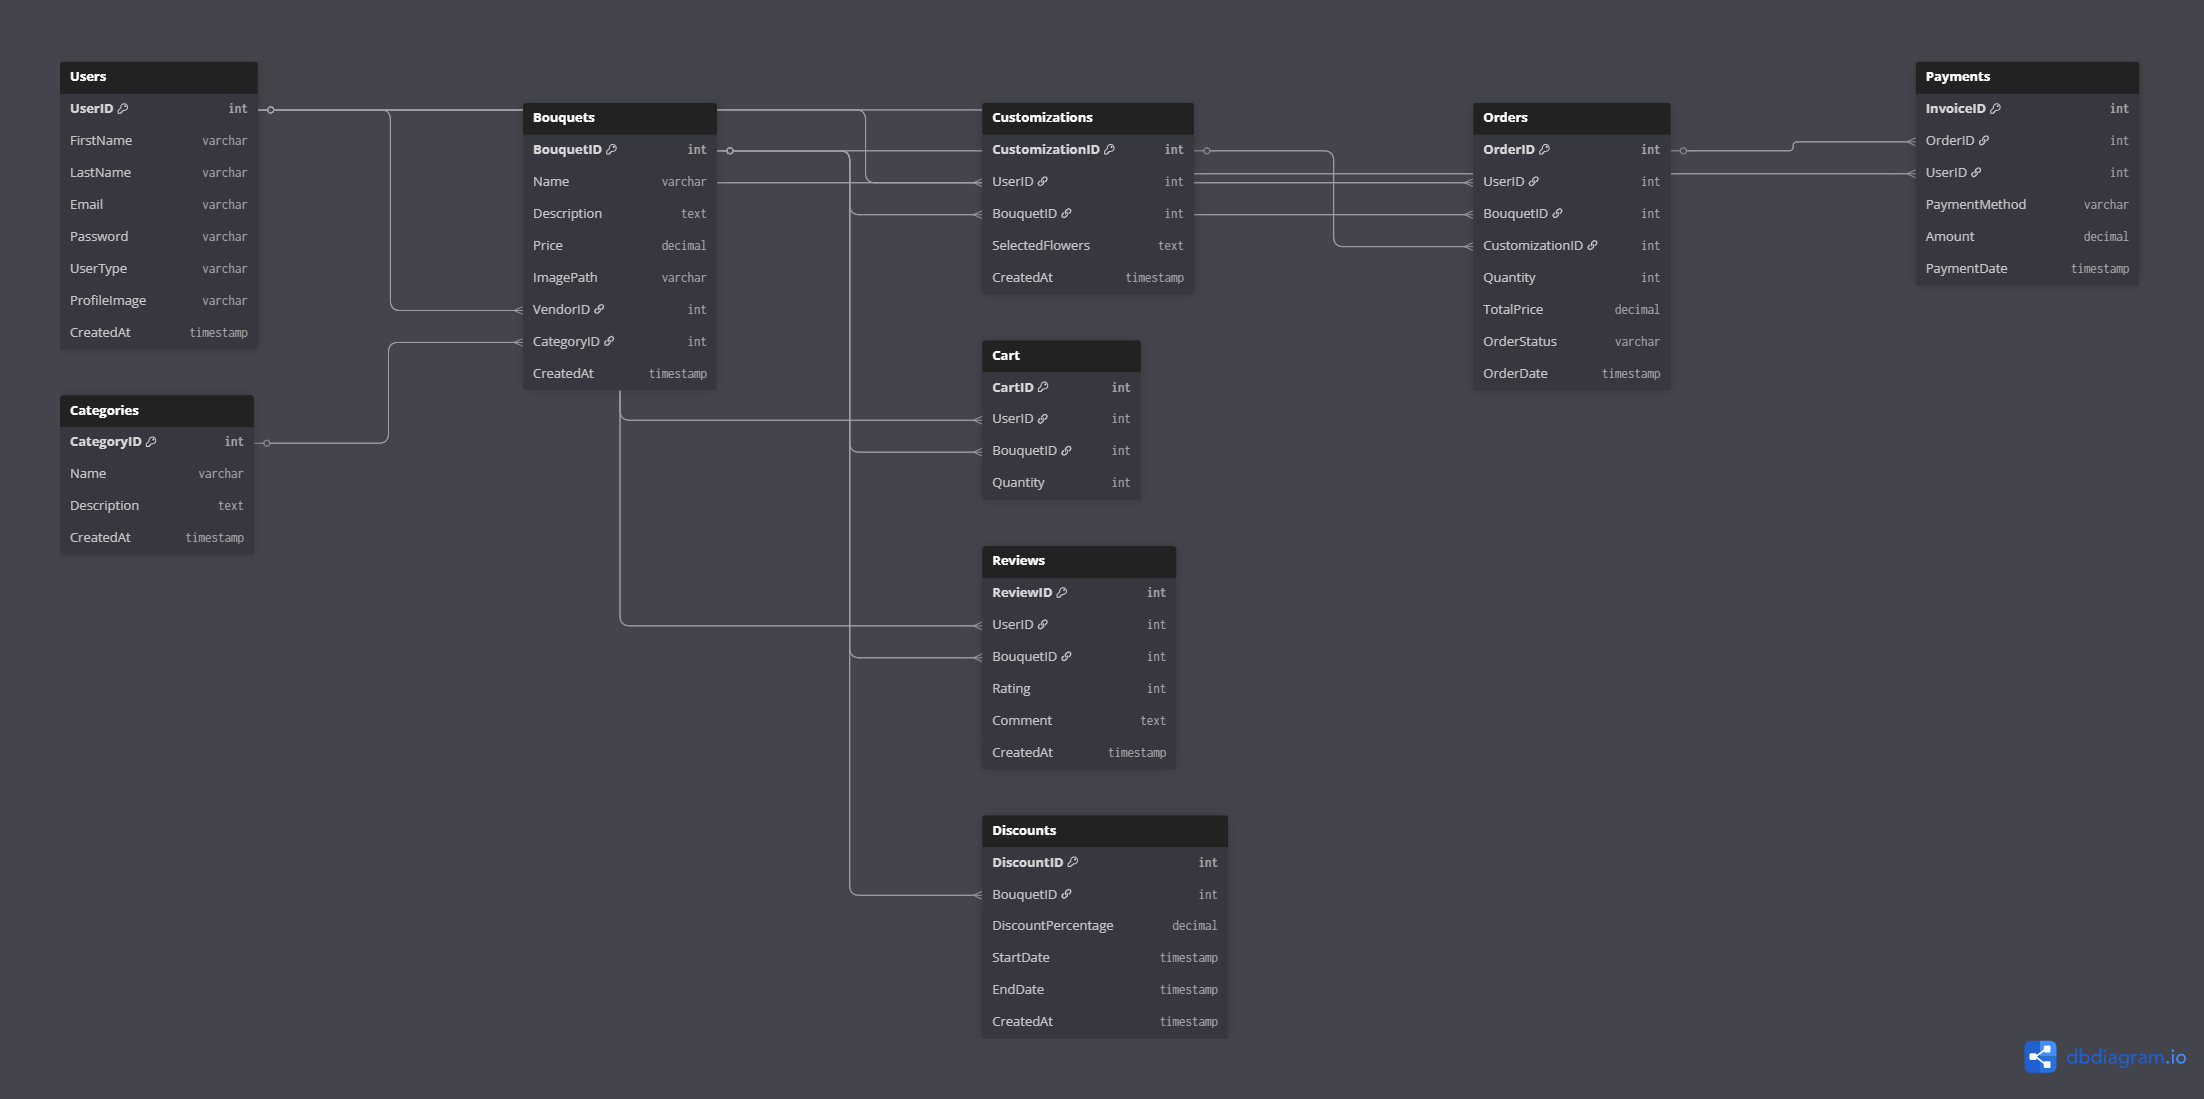 Users
UserID int
FirstName varchar
LastName varchar
Email varchar
Password varchar
UserType varchar
ProfileImage varchar
CreatedAt timestamp
Categories
CategoryID int
Name varchar
Description text
CreatedAt timestamp
Bouquets
BouquetID int
Name varchar
Description text
Price decimal
ImagePath varchar
VendorID int
CategoryID int
CreatedAt timestamp
Customizations
CustomizationID int
UserID int
BouquetID int
SelectedFlowers text
CreatedAt timestamp
Cart
CartID int
UserID int
BouquetID int
Quantity int
Reviews
ReviewID int
UserID int
BouquetID int
Rating int
Comment text
CreatedAt timestamp
Discounts
DiscountID int
BouquetID int
DiscountPercentage decimal
StartDate timestamp
EndDate timestamp
CreatedAt timestamp
Orders
OrderID int
UserID int
BouquetID int
CustomizationID int
Quantity int
TotalPrice decimal
OrderStatus varchar
OrderDate timestamp
Payments
InvoiceID int
OrderID int
UserID int
PaymentMethod varchar
Amount decimal
PaymentDate timestamp
dbdiagram.io